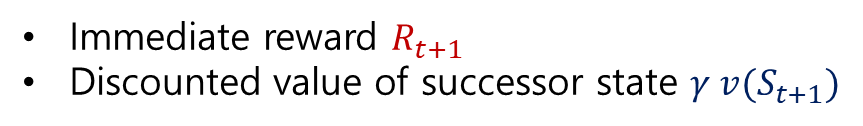 • Immediate reward R_{t+1}
• Discounted value of successor state γ v(S_{t+1})